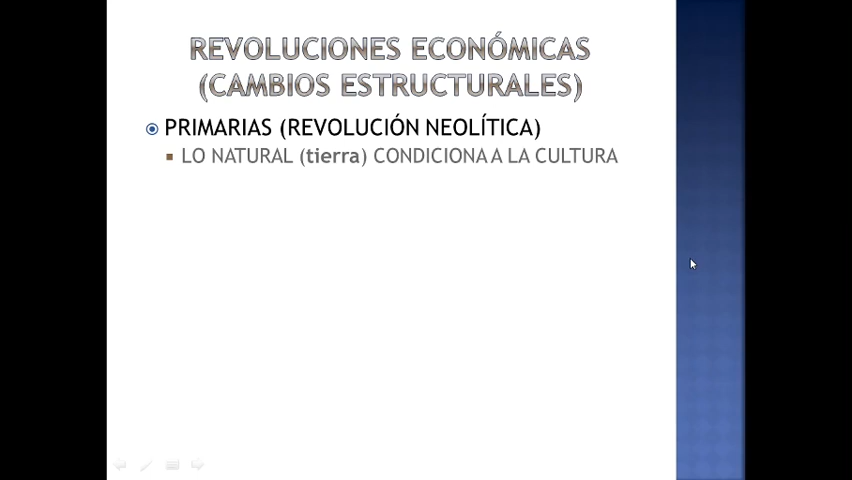 REVOLUCIONES ECONÓMICAS
(CAMBIOS ESTRUCTURALES)
PRIMARIAS (REVOLUCIÓN NEOLÍTICA)
LO NATURAL (tierra) CONDICIONA A LA CULTURA